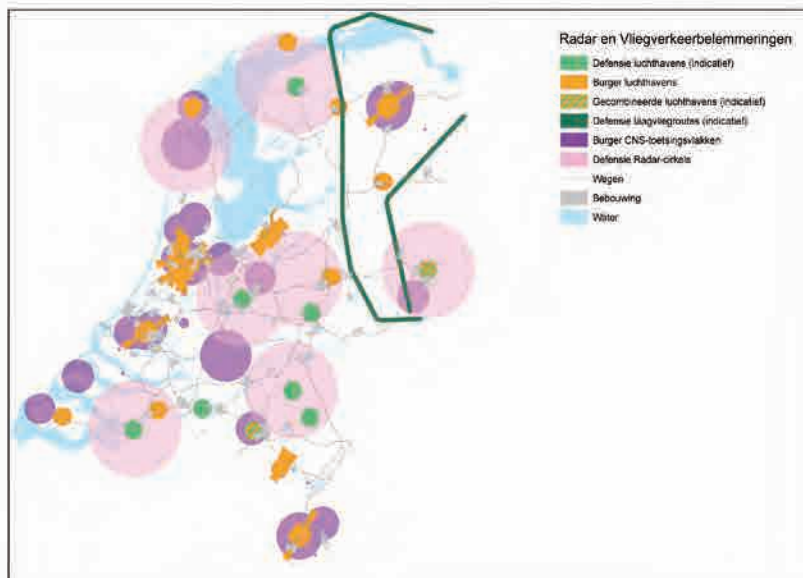 Radar en Vliegverkeerbelemmeringen
Defensie luchthavens (indicatief)
Burger luchthavens
Gecombineerde luchthavens (indicatief)
Defensie laagvliegroutes (indicatief)
Burger CNS-toetsingsvlakken
Defensie Radar-cirkels
Wegen
Bebouwing
Water